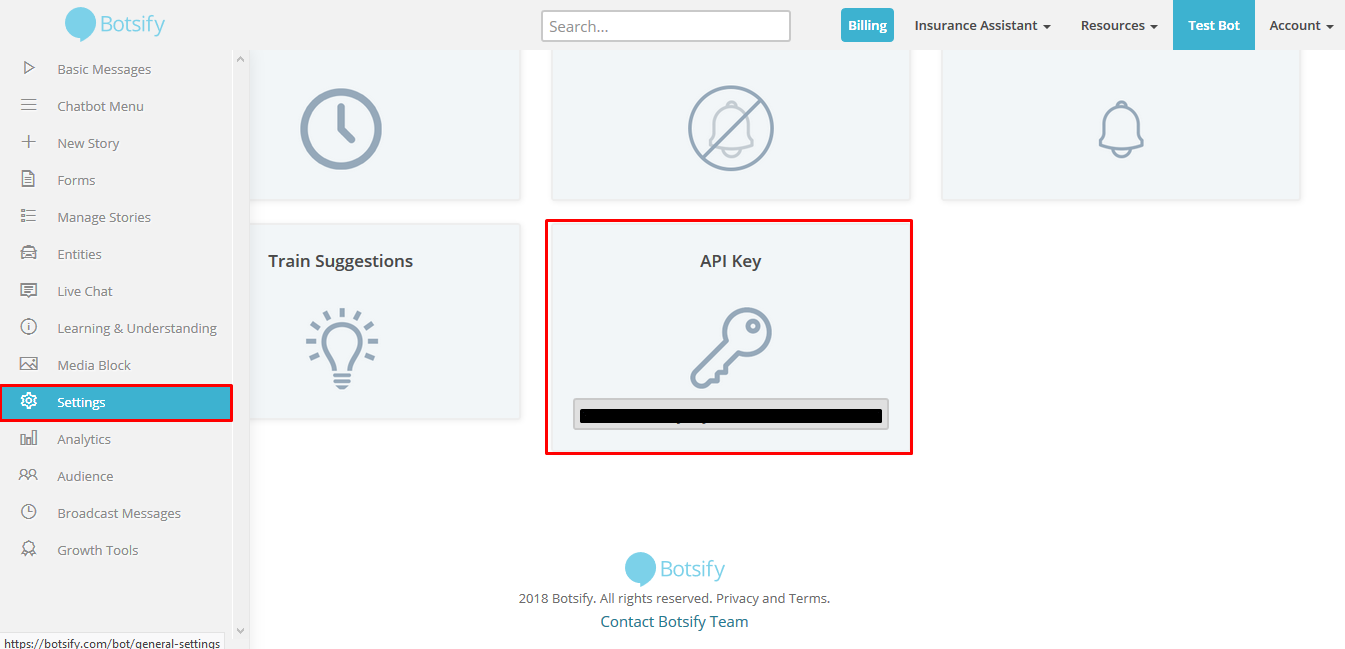 Botsify
Search...
Billing
Insurance Assistant
Resources
Test Bot
Account
Basic Messages
Chatbot Menu
New Story
Forms
Manage Stories
Entities
Live Chat
Learning & Understanding
Media Block
Settings
Analytics
Audience
Broadcast Messages
Growth Tools
Train Suggestions
API Key
Botsify
2018 Botsify. All rights reserved. Privacy and Terms.
Contact Botsify Team
https://botsify.com/bot/general-settings